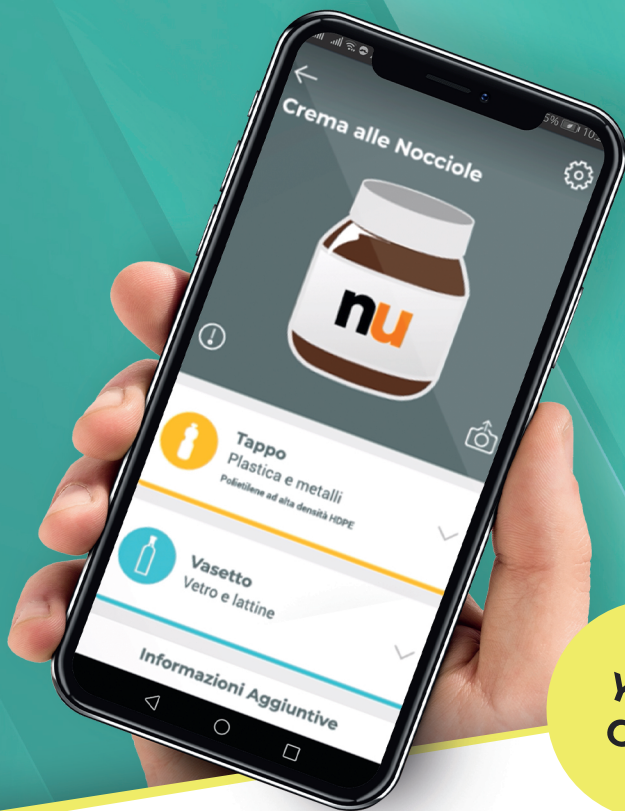 Crema alle Nocciole
nu
Tappo
Plastica e metalli
Polietilene ad alta densità HDPE
Vasetto
Vetro e lattine
Informazioni Aggiuntive